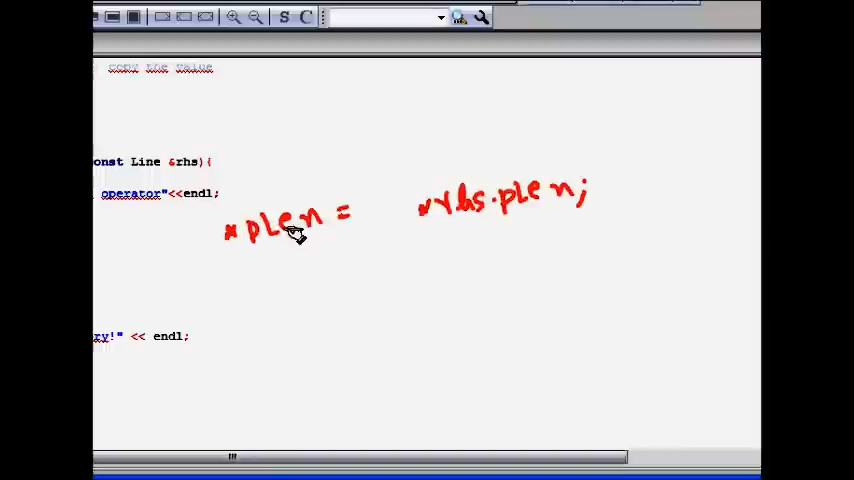 S C
copy the value
onst Line &rhs){
operator"<<endl;
*pLen = *rhs.pLen;
ry!" << endl;